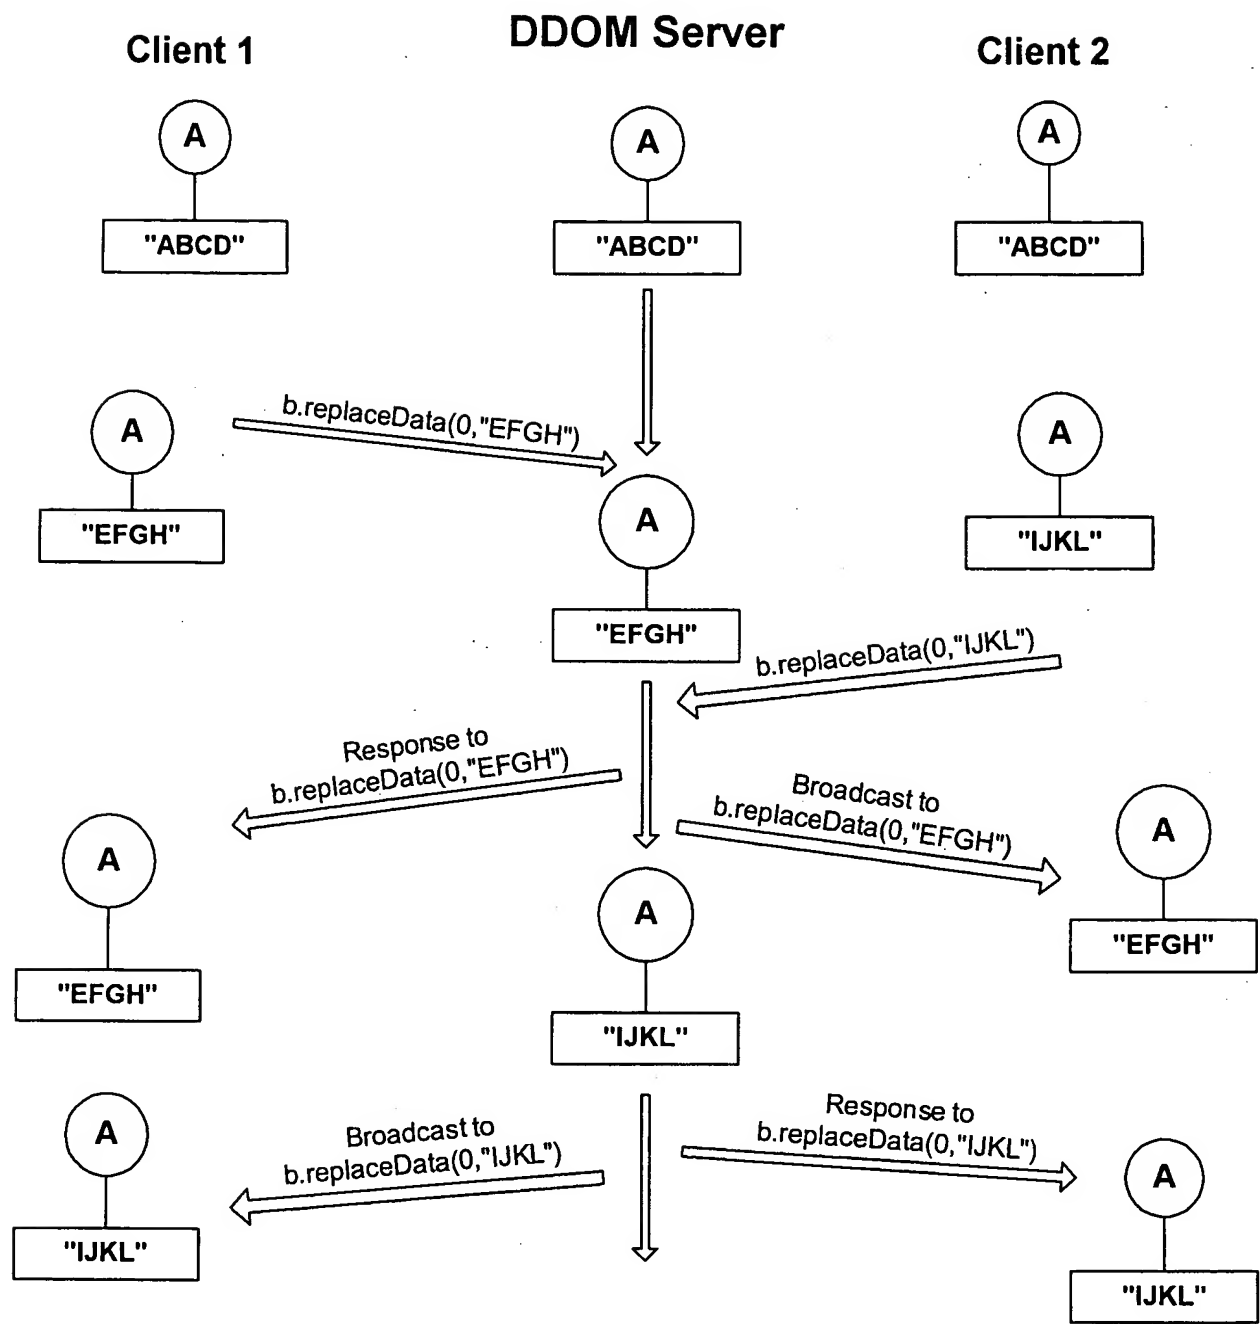 DDOM Server
Client 1
Client 2
A
A
A
"ABCD"
"ABCD"
"ABCD"
b.replaceData(0,"EFGH")
A
A
A
"EFGH"
"IJKL"
"EFGH"
b.replaceData(0,"IJKL")
Response to
b.replaceData(0,"EFGH")
Broadcast to
b.replaceData(0,"EFGH")
A
A
A
"EFGH"
"EFGH"
"IJKL"
Broadcast to
b.replaceData(0,"IJKL")
Response to
b.replaceData(0,"IJKL")
A
A
"IJKL"
"IJKL"